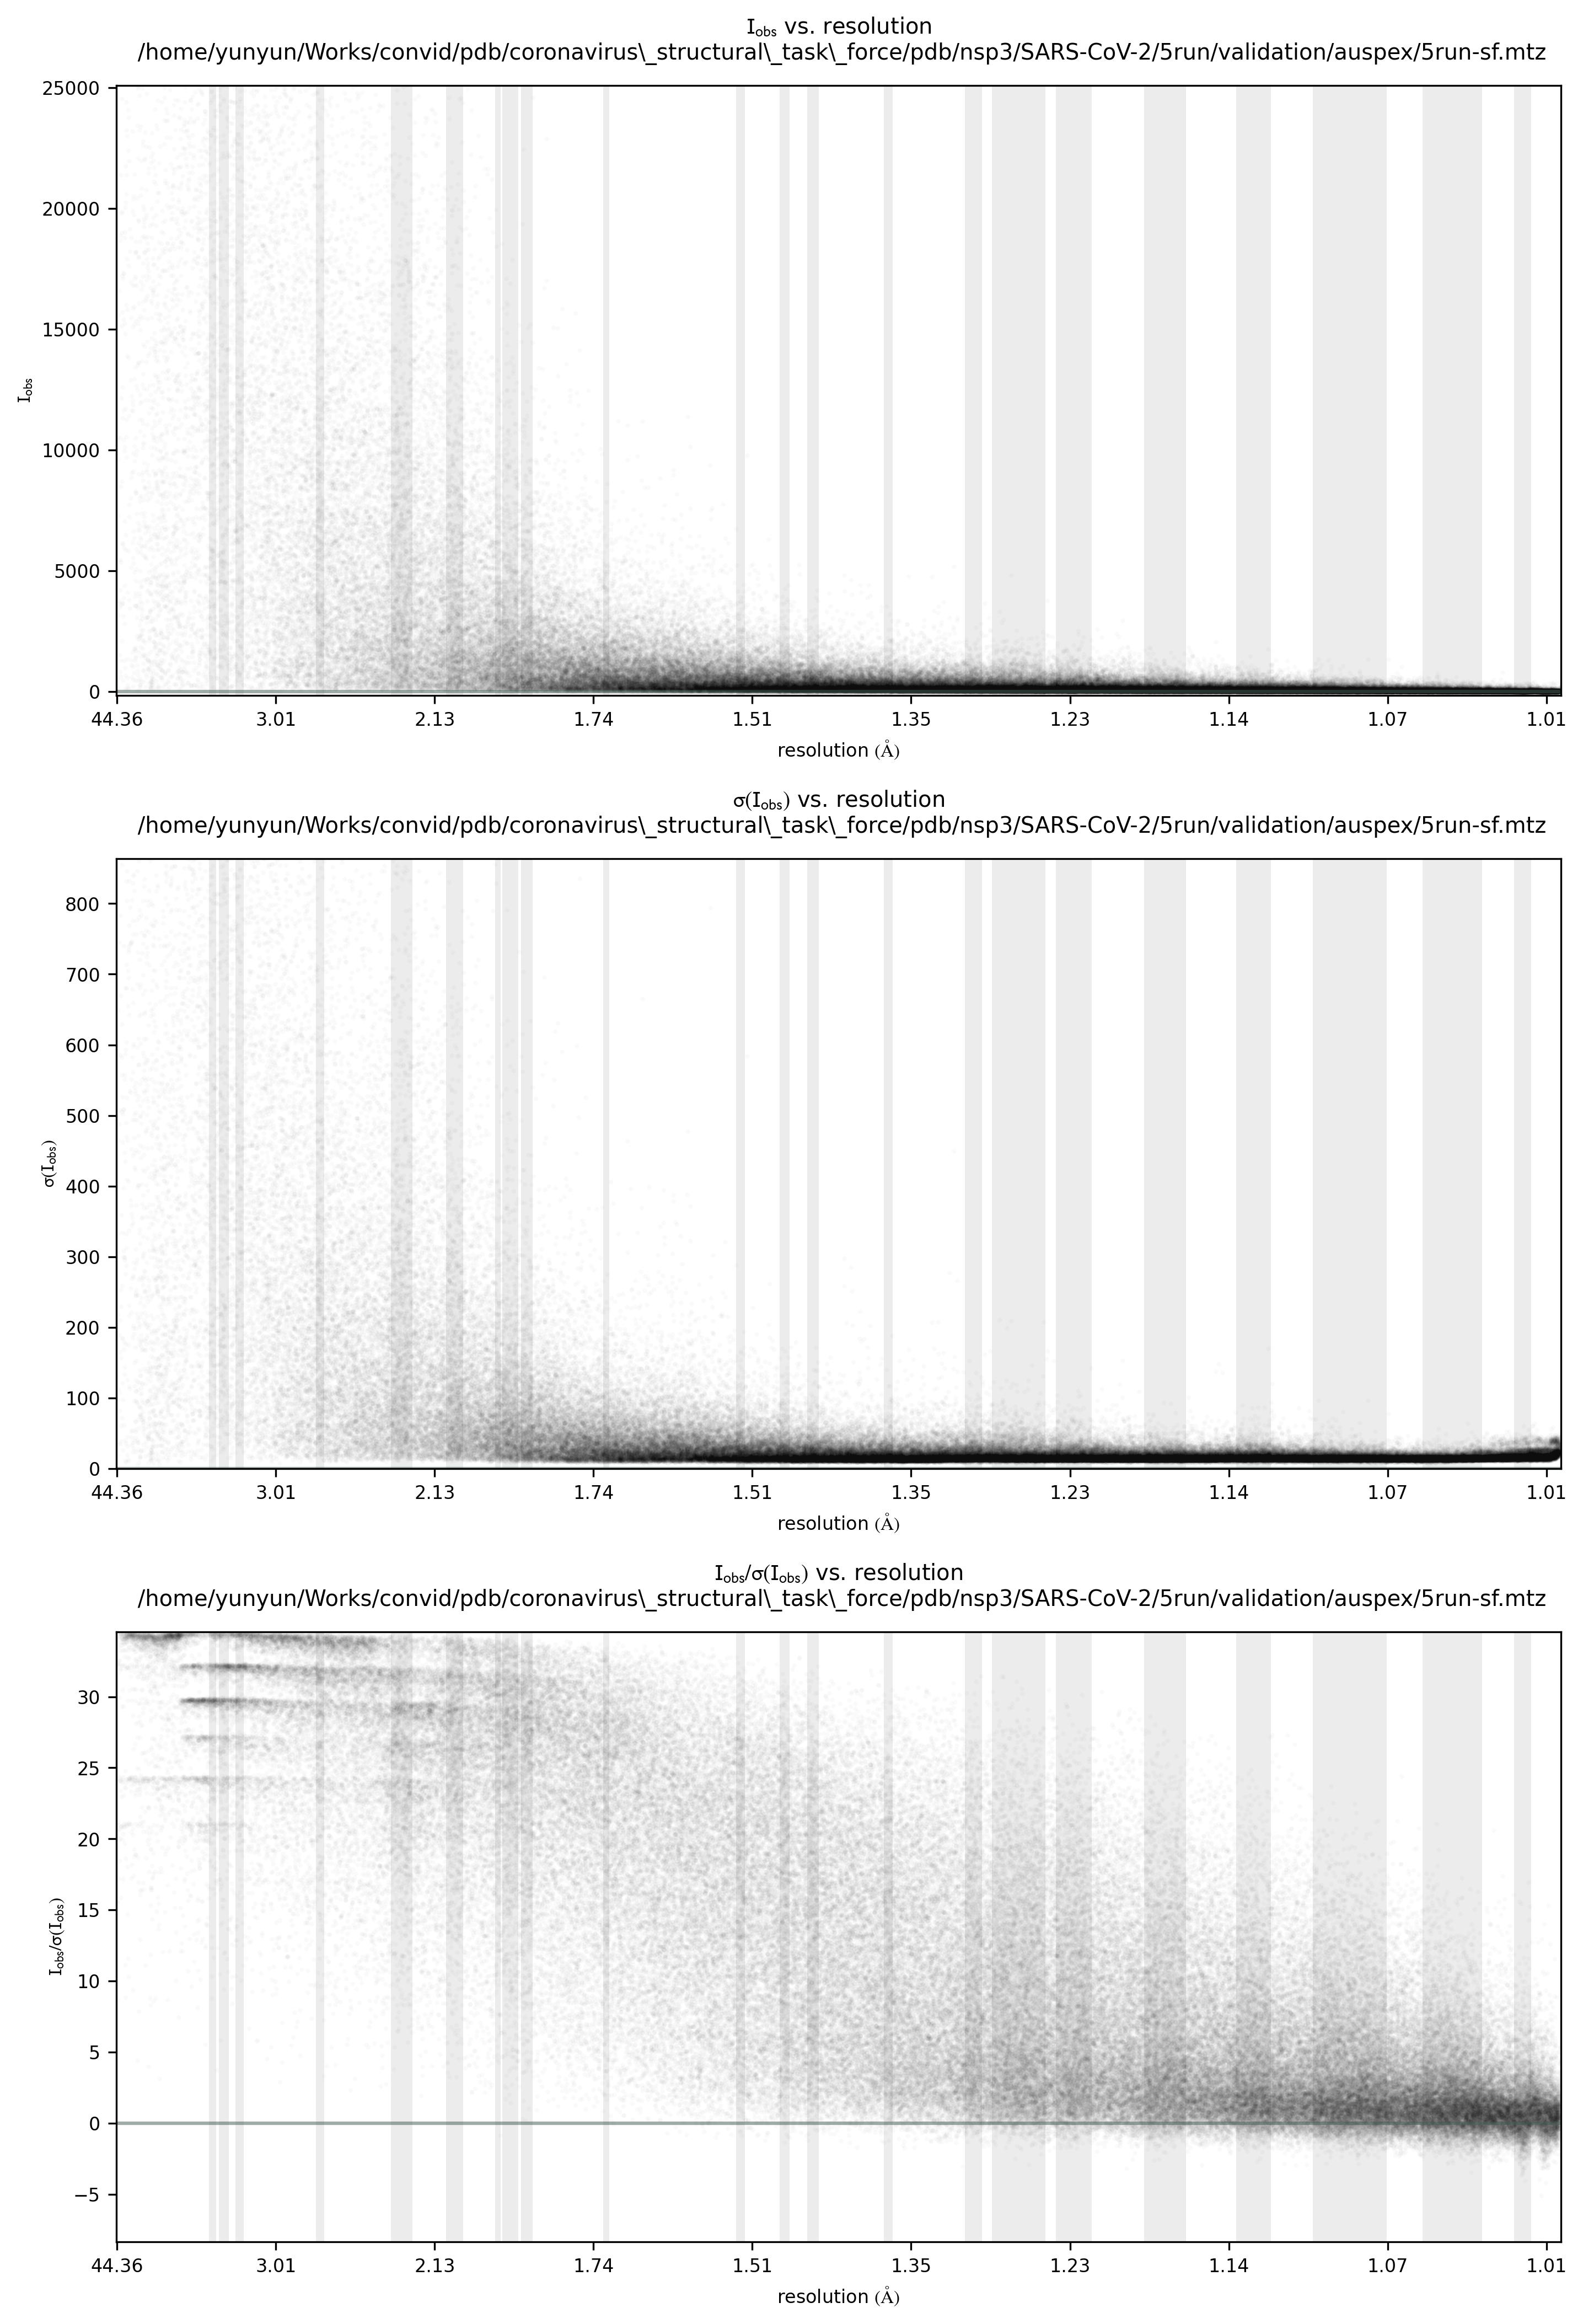 I_obs vs. resolution
/home/yunyun/Works/convid/pdb/coronavirus\_structural\_task\_force/pdb/nsp3/SARS-CoV-2/5run/validation/auspex/5run-sf.mtz
25000
20000
15000
10000
5000
0
I_obs
44.36 3.01 2.13 1.74 1.51 1.35 1.23 1.14 1.07 1.01
resolution (Å)
σ(I_obs) vs. resolution
/home/yunyun/Works/convid/pdb/coronavirus\_structural\_task\_force/pdb/nsp3/SARS-CoV-2/5run/validation/auspex/5run-sf.mtz
800
700
600
500
400
300
200
100
0
σ(I_obs)
44.36 3.01 2.13 1.74 1.51 1.35 1.23 1.14 1.07 1.01
resolution (Å)
I_obs/σ(I_obs) vs. resolution
/home/yunyun/Works/convid/pdb/coronavirus\_structural\_task\_force/pdb/nsp3/SARS-CoV-2/5run/validation/auspex/5run-sf.mtz
30
25
20
15
10
5
0
−5
I_obs/σ(I_obs)
44.36 3.01 2.13 1.74 1.51 1.35 1.23 1.14 1.07 1.01
resolution (Å)